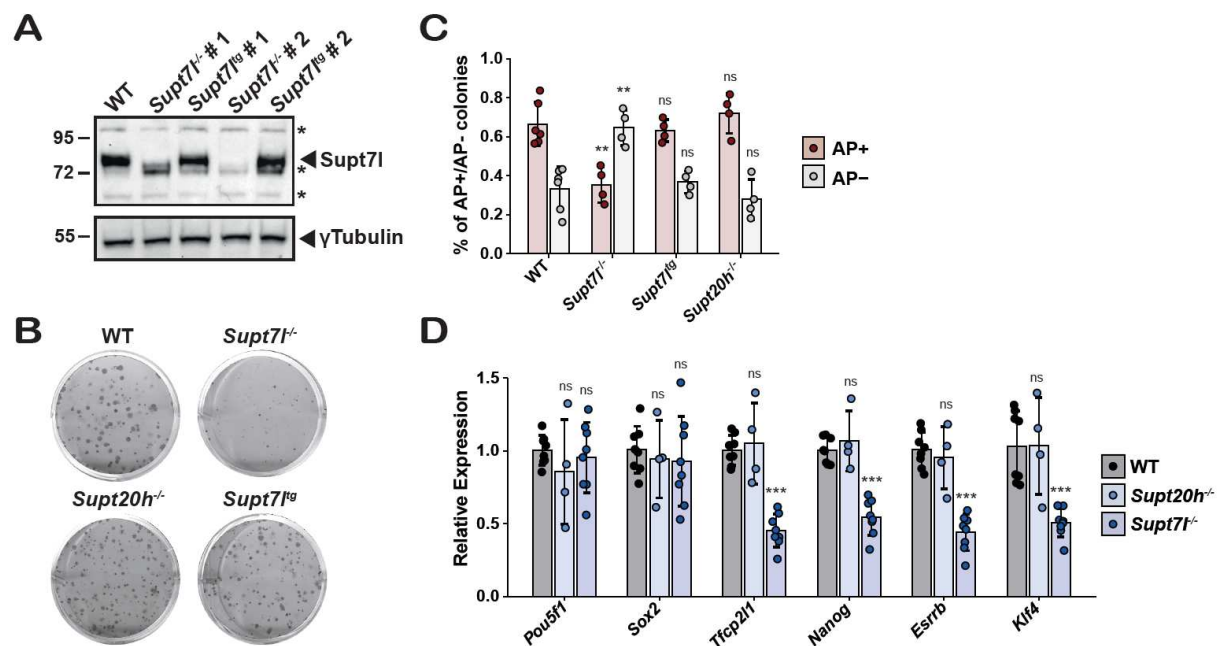 A
WT
Supt7l-/- # 1
Supt7ltg # 1
Supt7l-/- # 2
Supt7ltg # 2
95
72
*
Supt7l
*
*
55
γTubulin
B
WT
Supt7l-/-
Supt20h-/-
Supt7ltg
C
% of AP+/AP- colonies
1.0
0.8
0.6
0.4
0.2
0.0
** ** ns ns ns ns
WT
Supt7l-/-
Supt7ltg
Supt20h-/-
AP+
AP−
D
Relative Expression
1.5
1.0
0.5
0.0
ns ns ns ns ns *** ns *** ns *** ns ***
Pou5f1
Sox2
Tfcp2l1
Nanog
Esrrb
Klf4
WT
Supt20h-/-
Supt7l-/-